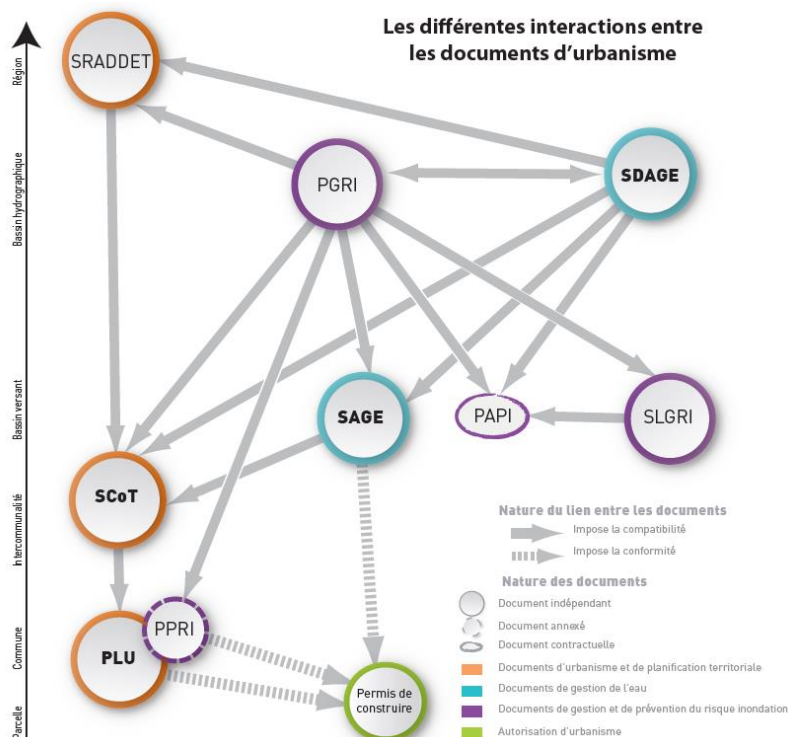 Les différentes interactions entre
les documents d'urbanisme
Région
SRADDET
Bassin hydrographique
PGRI
SDAGE
Bassin versant
SAGE
PAPI
SLGRI
Intercommunalité
SCoT
Commune
PPRI
PLU
Parcelle
Permis de
construire
Nature du lien entre les documents
Impose la compatibilité
Impose la conformité
Nature des documents
Document indépendant
Document annexé
Document contractuelle
Documents d'urbanisme et de planification territoriale
Documents de gestion de l'eau
Documents de gestion et de prévention du risque inondation
Autorisation d'urbanisme